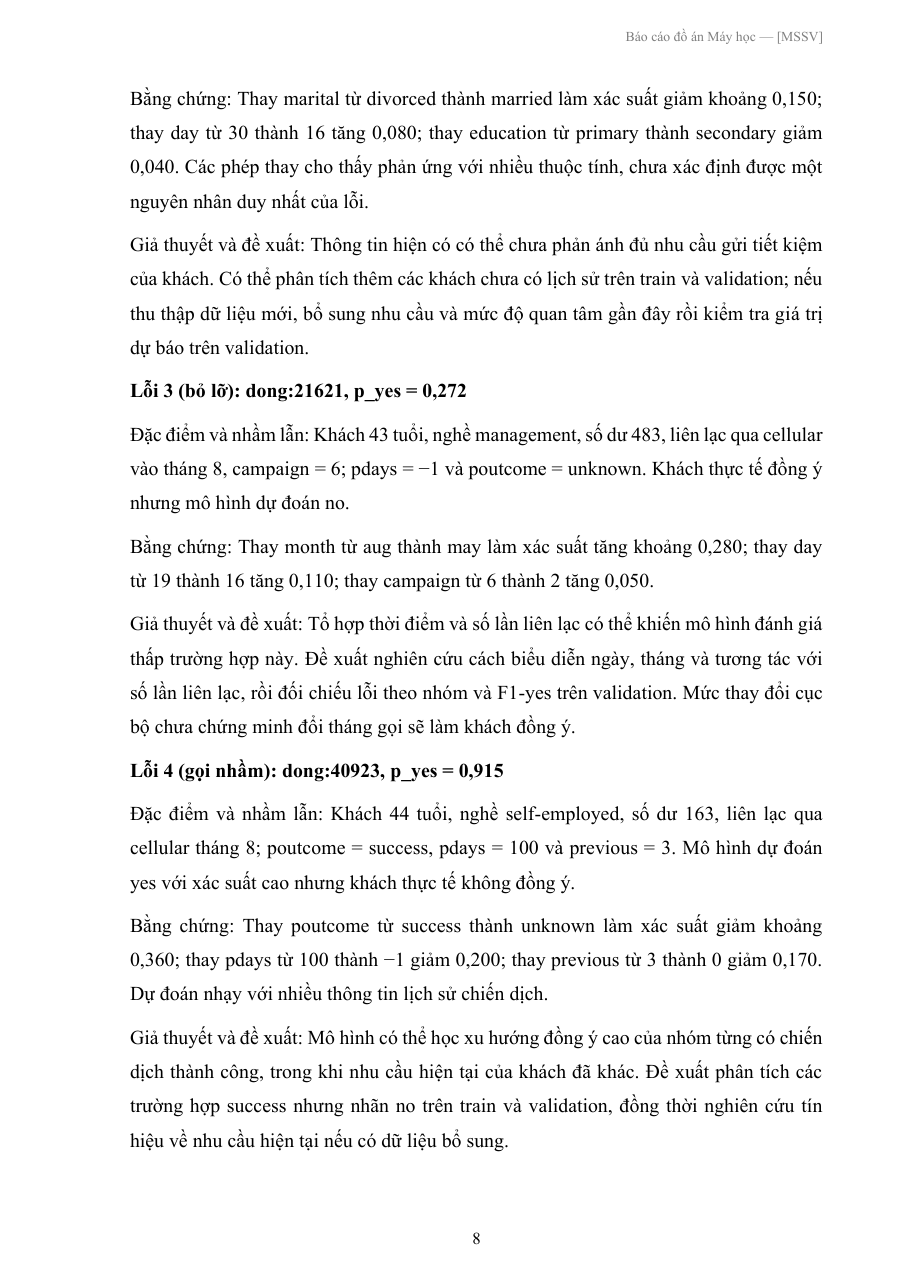 Báo cáo đồ án Máy học — [MSSV]
Bằng chứng: Thay marital từ divorced thành married làm xác suất giảm khoảng 0,150;
thay day từ 30 thành 16 tăng 0,080; thay education từ primary thành secondary giảm
0,040. Các phép thay cho thấy phản ứng với nhiều thuộc tính, chưa xác định được một
nguyên nhân duy nhất của lỗi.
Giả thuyết và đề xuất: Thông tin hiện có có thể chưa phản ánh đủ nhu cầu gửi tiết kiệm
của khách. Có thể phân tích thêm các khách chưa có lịch sử trên train và validation; nếu
thu thập dữ liệu mới, bổ sung nhu cầu và mức độ quan tâm gần đây rồi kiểm tra giá trị
dự báo trên validation.
Lỗi 3 (bỏ lỡ): dong:21621, p_yes = 0,272
Đặc điểm và nhầm lẫn: Khách 43 tuổi, nghề management, số dư 483, liên lạc qua cellular
vào tháng 8, campaign = 6; pdays = −1 và poutcome = unknown. Khách thực tế đồng ý
nhưng mô hình dự đoán no.
Bằng chứng: Thay month từ aug thành may làm xác suất tăng khoảng 0,280; thay day
từ 19 thành 16 tăng 0,110; thay campaign từ 6 thành 2 tăng 0,050.
Giả thuyết và đề xuất: Tổ hợp thời điểm và số lần liên lạc có thể khiến mô hình đánh giá
thấp trường hợp này. Đề xuất nghiên cứu cách biểu diễn ngày, tháng và tương tác với
số lần liên lạc, rồi đối chiếu lỗi theo nhóm và F1-yes trên validation. Mức thay đổi cục
bộ chưa chứng minh đổi tháng gọi sẽ làm khách đồng ý.
Lỗi 4 (gọi nhầm): dong:40923, p_yes = 0,915
Đặc điểm và nhầm lẫn: Khách 44 tuổi, nghề self-employed, số dư 163, liên lạc qua
cellular tháng 8; poutcome = success, pdays = 100 và previous = 3. Mô hình dự đoán
yes với xác suất cao nhưng khách thực tế không đồng ý.
Bằng chứng: Thay poutcome từ success thành unknown làm xác suất giảm khoảng
0,360; thay pdays từ 100 thành −1 giảm 0,200; thay previous từ 3 thành 0 giảm 0,170.
Dự đoán nhạy với nhiều thông tin lịch sử chiến dịch.
Giả thuyết và đề xuất: Mô hình có thể học xu hướng đồng ý cao của nhóm từng có chiến
dịch thành công, trong khi nhu cầu hiện tại của khách đã khác. Đề xuất phân tích các
trường hợp success nhưng nhãn no trên train và validation, đồng thời nghiên cứu tín
hiệu về nhu cầu hiện tại nếu có dữ liệu bổ sung.
8